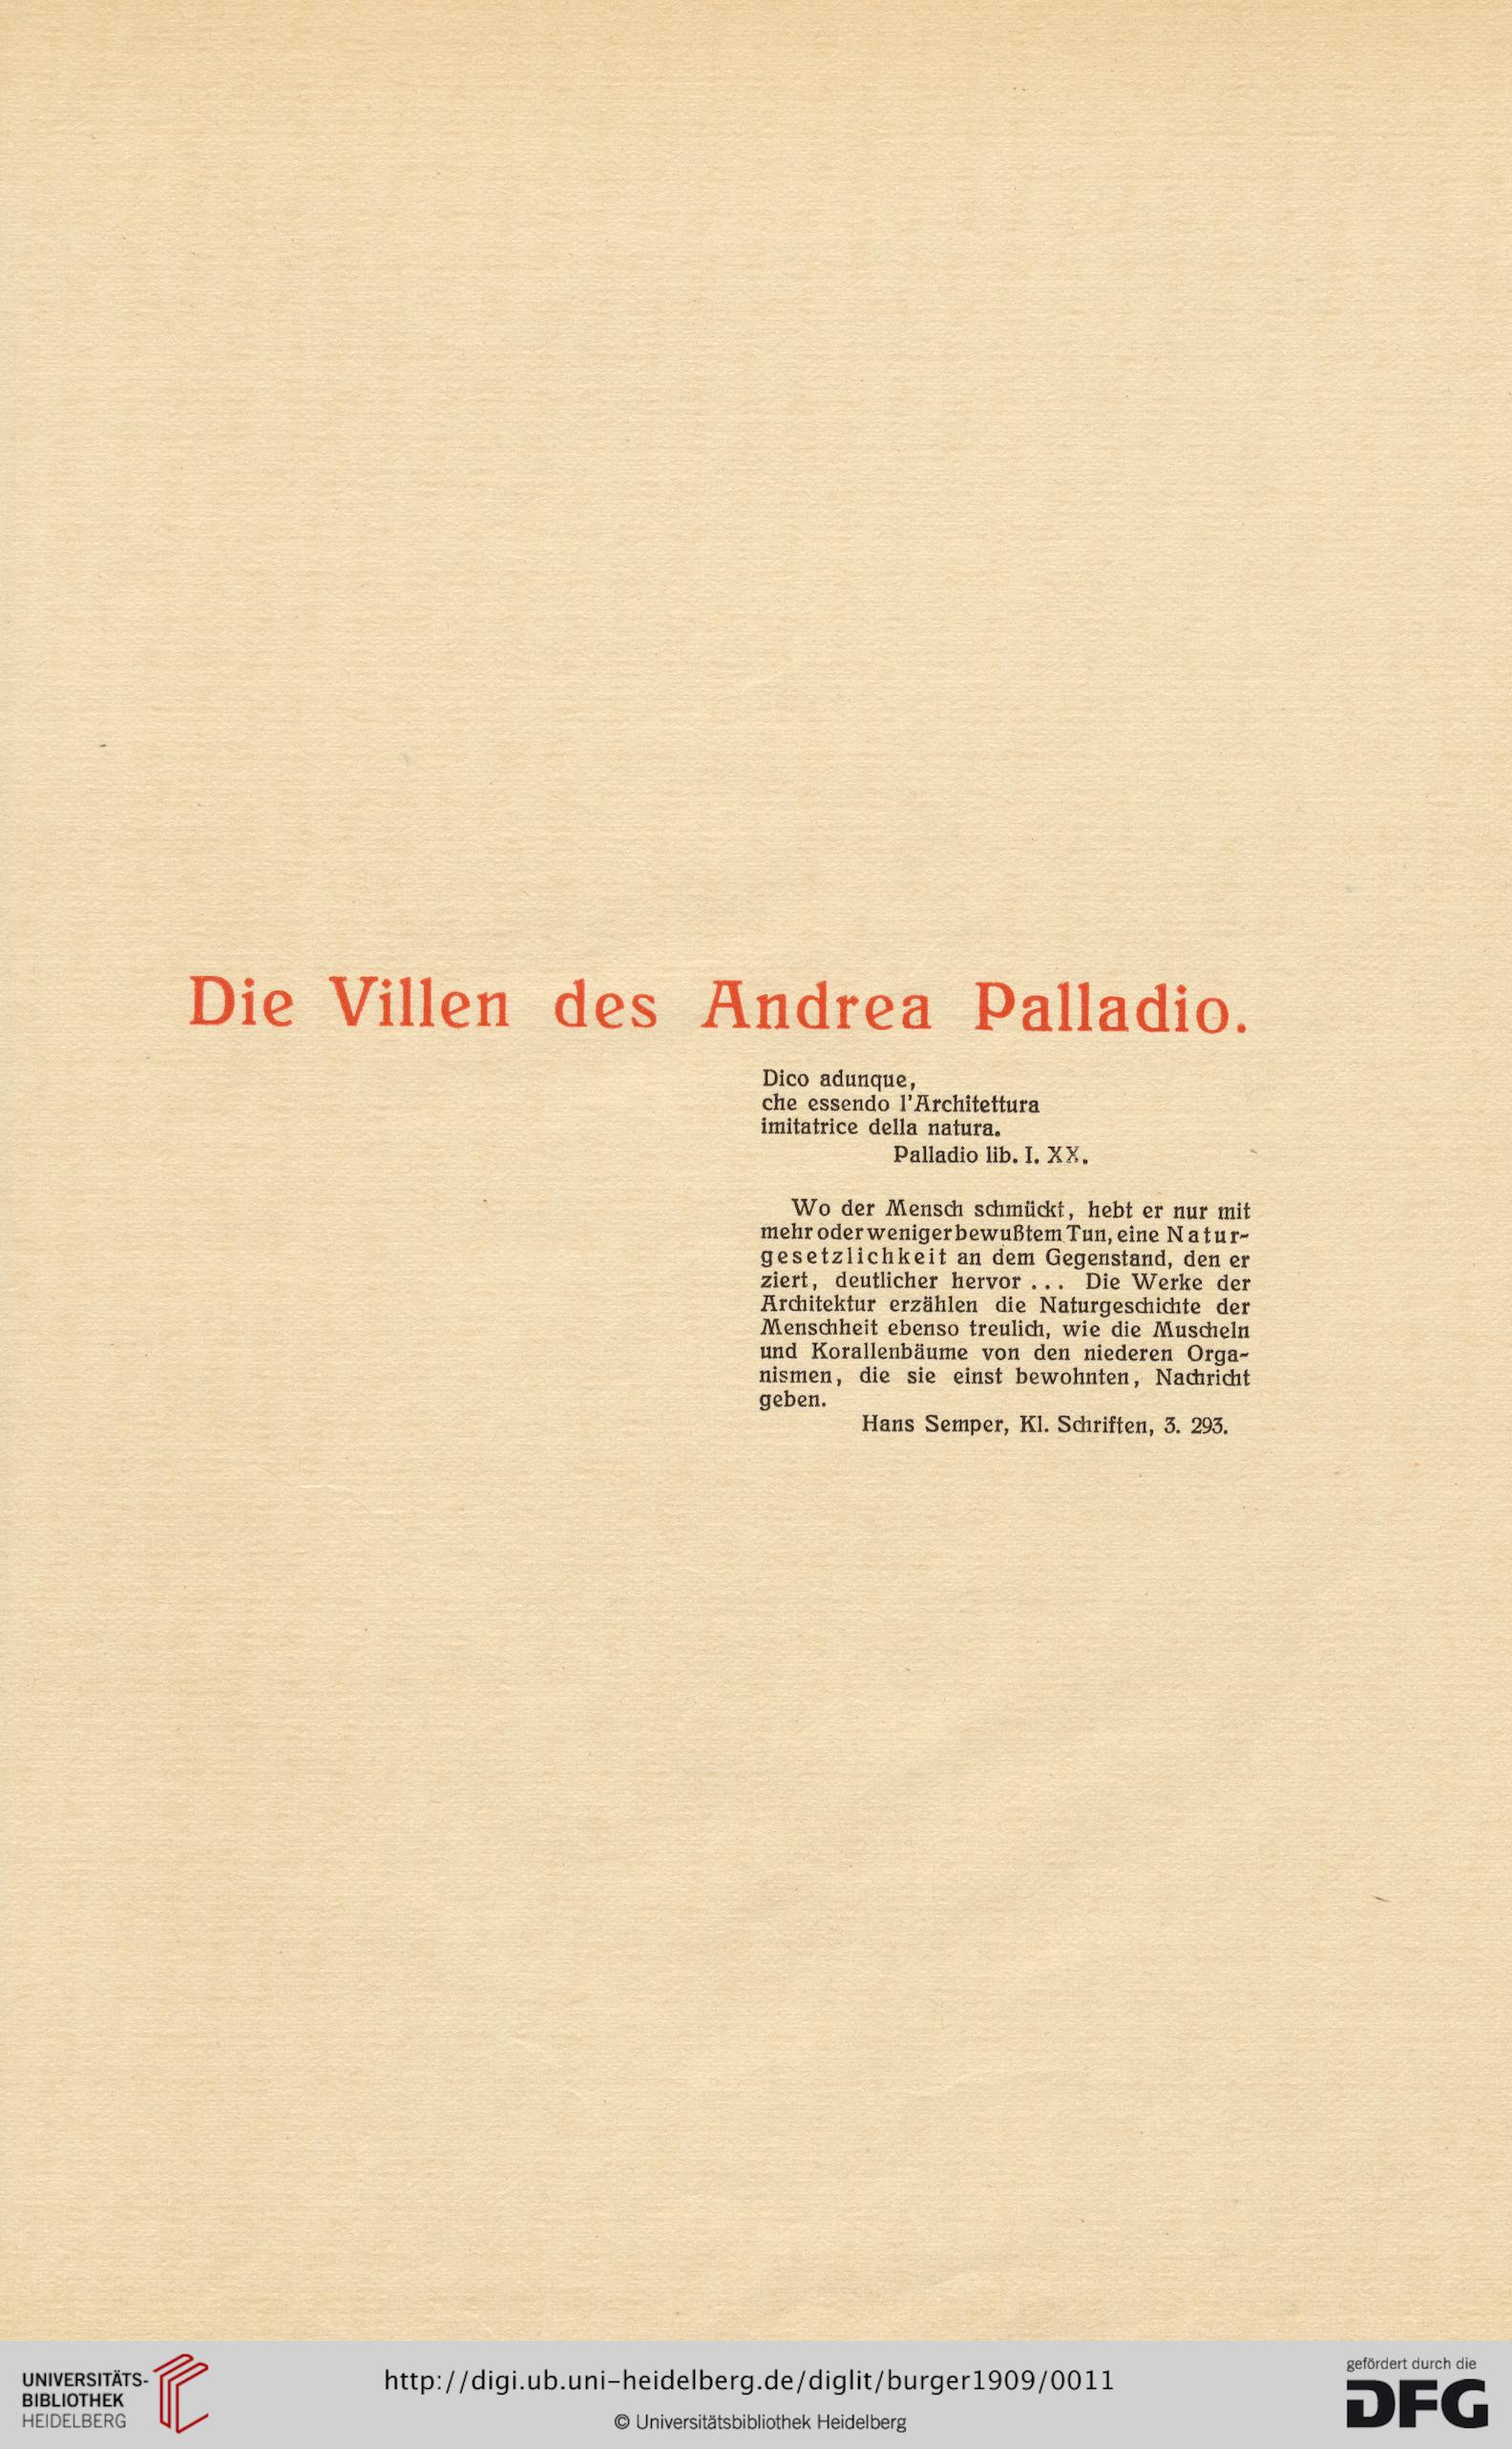 Die Villen des Andrea Palladio.
Dico adunque,
che essendo l'Architettura
imitatrice della natura.
Palladio lib. I. XX.
Wo der Mensch schmückt, hebt er nur mit
mehr oder weniger bewußtem Tun, eine Natur-
gesetzlichkeit an dem Gegenstand, den er
ziert, deutlicher hervor ... Die Werke der
Architektur erzählen die Naturgeschichte der
Menschheit ebenso treulich, wie die Muscheln
und Korallenbäume von den niederen Orga-
nismen, die sie einst bewohnten, Nachricht
geben.
Hans Semper, Kl. Schriften, 3. 293.
UNIVERSITÄTS-
BIBLIOTHEK
HEIDELBERG
http://digi.ub.uni-heidelberg.de/diglit/burger1909/0011
© Universitätsbibliothek Heidelberg
gefördert durch die
DFG